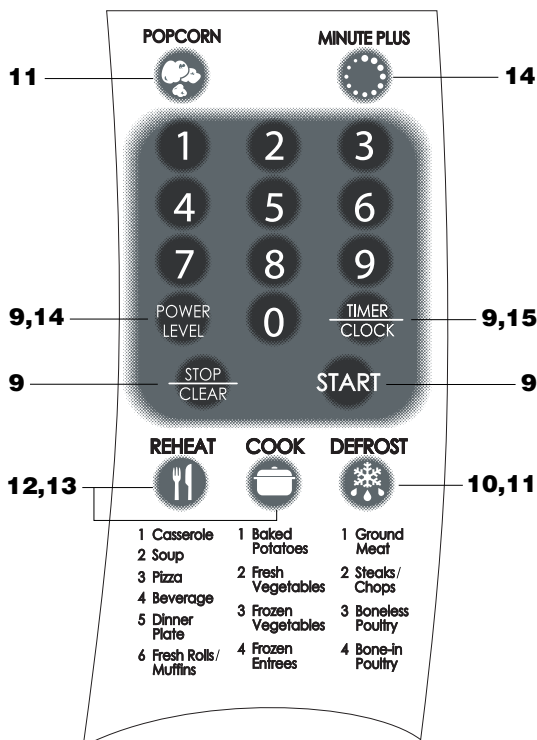 POPCORN MINUTE PLUS
11 14
1 2 3
4 5 6
7 8 9
POWER
LEVEL
0
TIMER
CLOCK
9,14 9,15
STOP
CLEAR
START
9 9
REHEAT COOK DEFROST
12,13 10,11
1 Casserole
2 Soup
3 Pizza
4 Beverage
5 Dinner
Plate
6 Fresh Rolls/
Muffins
1 Baked
Potatoes
2 Fresh
Vegetables
3 Frozen
Vegetables
4 Frozen
Entrees
1 Ground
Meat
2 Steaks/
Chops
3 Boneless
Poultry
4 Bone-in
Poultry